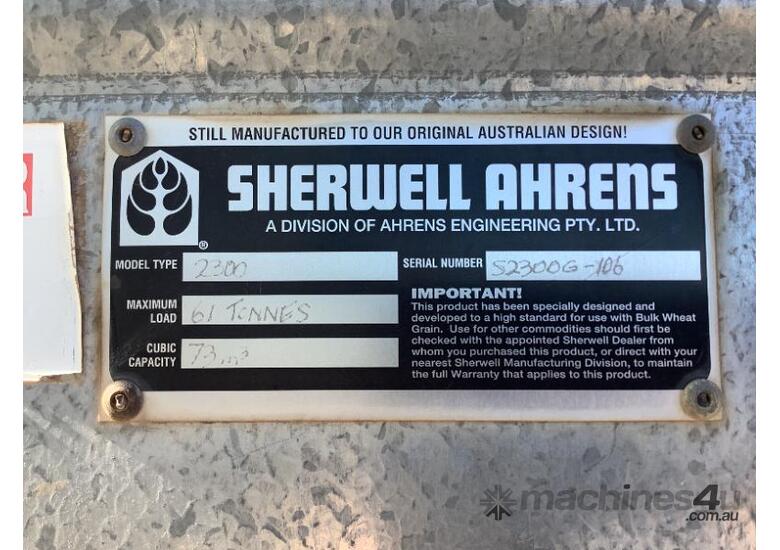 STILL MANUFACTURED TO OUR ORIGINAL AUSTRALIAN DESIGN!
SHERWELL AHRENS
A DIVISION OF AHRENS ENGINEERING PTY. LTD.
®
MODEL TYPE 2300
SERIAL NUMBER S2300G-106
MAXIMUM LOAD 61 TONNES
CUBIC CAPACITY 73 m3
IMPORTANT!
This product has been specially designed and
developed to a high standard for use with Bulk Wheat
Grain. Use for other commodities should first be
checked with the appointed Sherwell Dealer from
whom you purchased this product, or direct with your
nearest Sherwell Manufacturing Division, to maintain
the full Warranty that applies to this product.
machines4u
.com.au